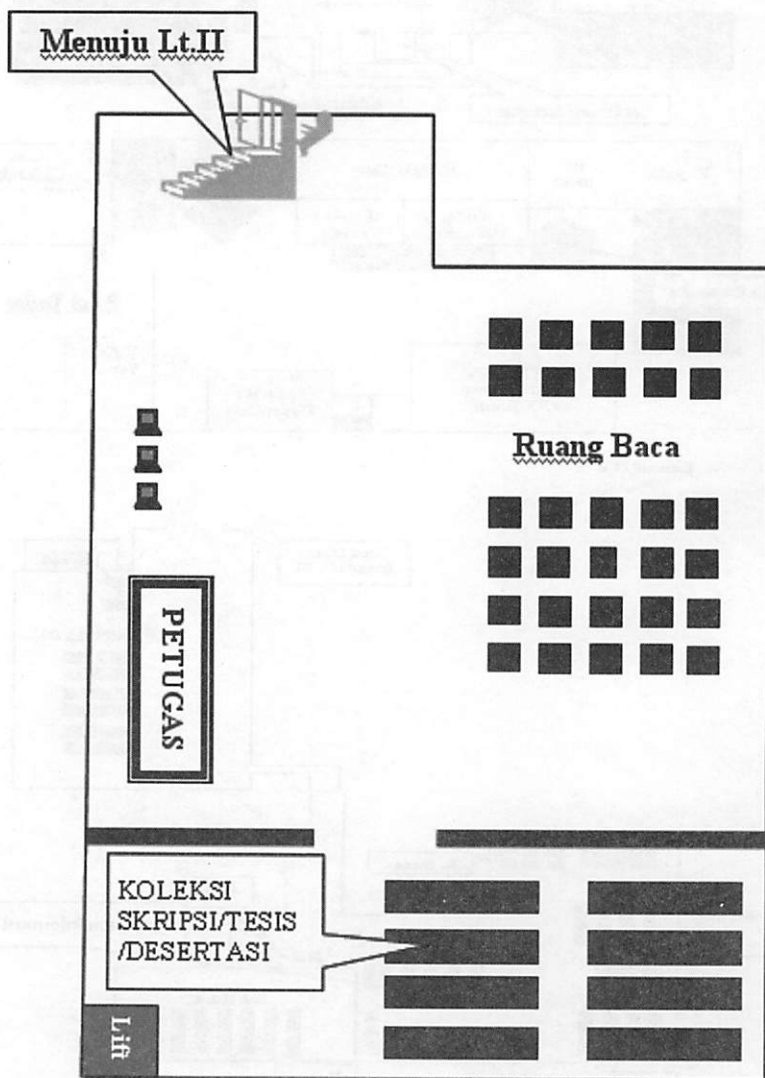 Menuju Lt.II
Ruang Baca
PETUGAS
KOLEKSI
SKRIPSI/TESIS
/DESERTASI
Lift